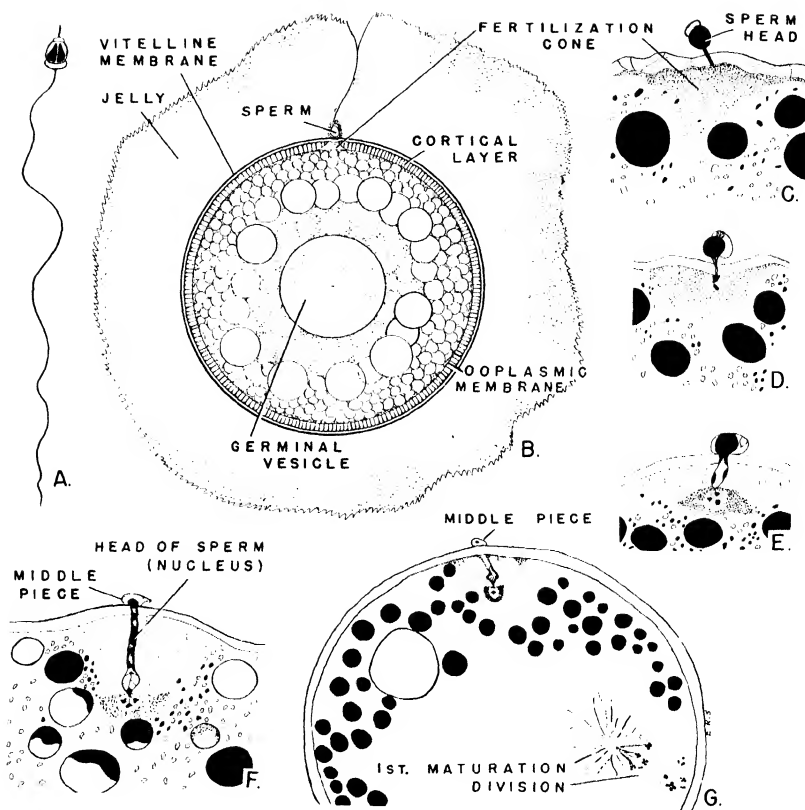 VITELLINE
MEMBRANE
JELLY
SPERM
FERTILIZATION
CONE
CORTICAL
LAYER
OOPLASMIC
MEMBRANE
GERMINAL
VESICLE
A.
B.
SPERM
HEAD
C.
D.
E.
HEAD OF SPERM
(NUCLEUS)
MIDDLE
PIECE
F.
MIDDLE PIECE
1ST. MATURATION
DIVISION
G.